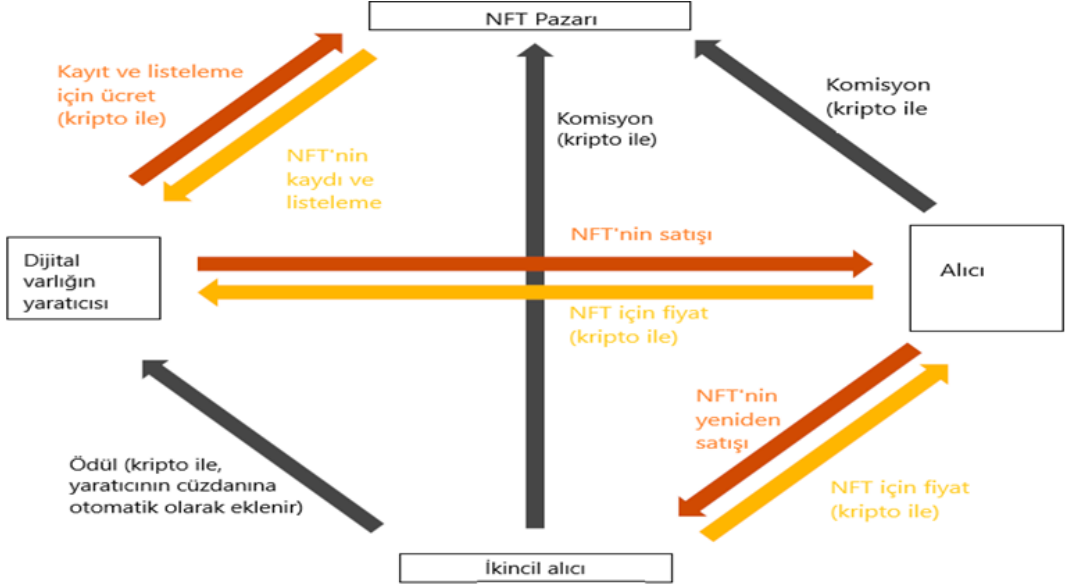 NFT Pazarı
Kayıt ve listeleme
için ücret
(kripto ile)
Komisyon
(kripto ile
Komisyon
(kripto ile)
NFT'nin
kaydı ve
listeleme
NFT'nin satışı
Dijital
varlığın
yaratıcısı
Alıcı
NFT için fiyat
(kripto ile)
NFT'nin
yeniden
satışı
Ödül (kripto ile,
yaratıcının cüzdanına
otomatik olarak eklenir)
NFT için fiyat
(kripto ile)
İkincil alıcı